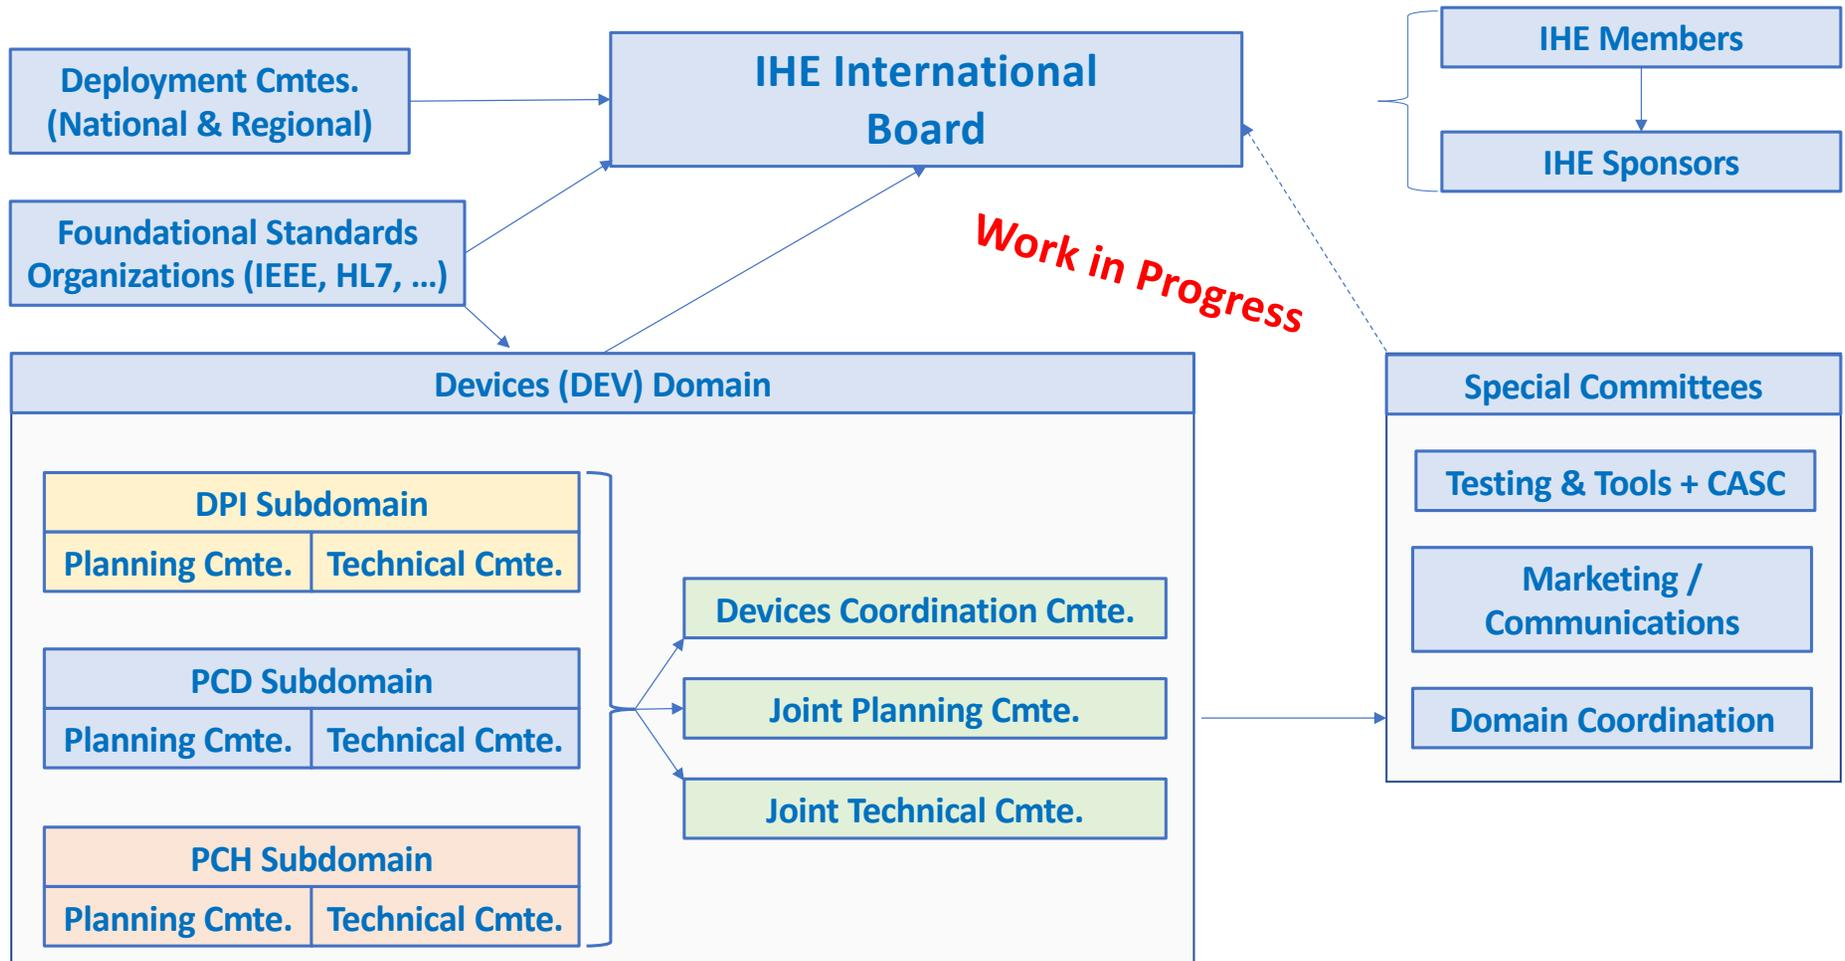 Deployment Cmtes.
(National & Regional)
IHE International
Board
IHE Members
IHE Sponsors
Foundational Standards
Organizations (IEEE, HL7, ...)
Work in Progress
Devices (DEV) Domain
DPI Subdomain
Planning Cmte.
Technical Cmte.
PCD Subdomain
Planning Cmte.
Technical Cmte.
PCH Subdomain
Planning Cmte.
Technical Cmte.
Devices Coordination Cmte.
Joint Planning Cmte.
Joint Technical Cmte.
Special Committees
Testing & Tools + CASC
Marketing /
Communications
Domain Coordination